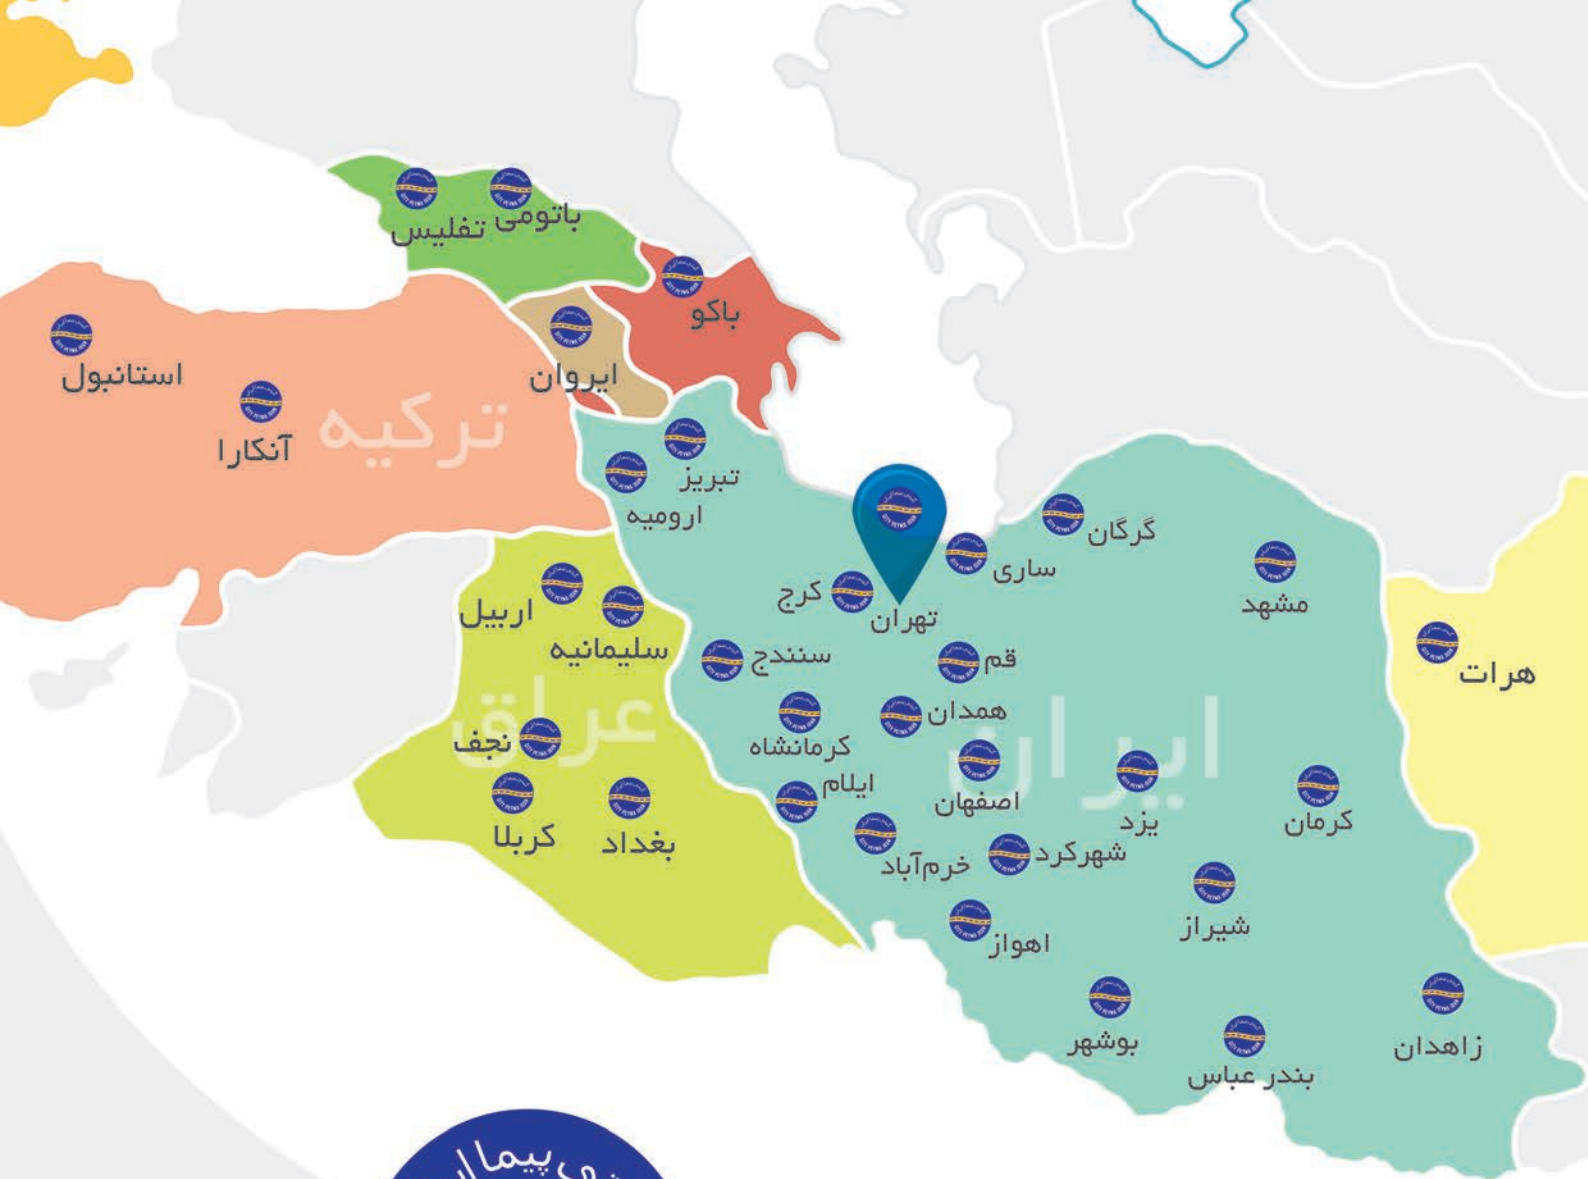 باتومی
تفلیس
باکو
ایروان
استانبول
آنکارا
ترکیه
تبریز
ارومیه
گرگان
ساری
مشهد
کرج
تهران
اربیل
سلیمانیه
سنندج
قم
هرات
همدان
عراق
ایران
نجف
کرمانشاه
ایلام
اصفهان
یزد
کرمان
کربلا
بغداد
خرم‌آباد
شهرکرد
شیراز
اهواز
بوشهر
بندر عباس
زاهدان
پیما